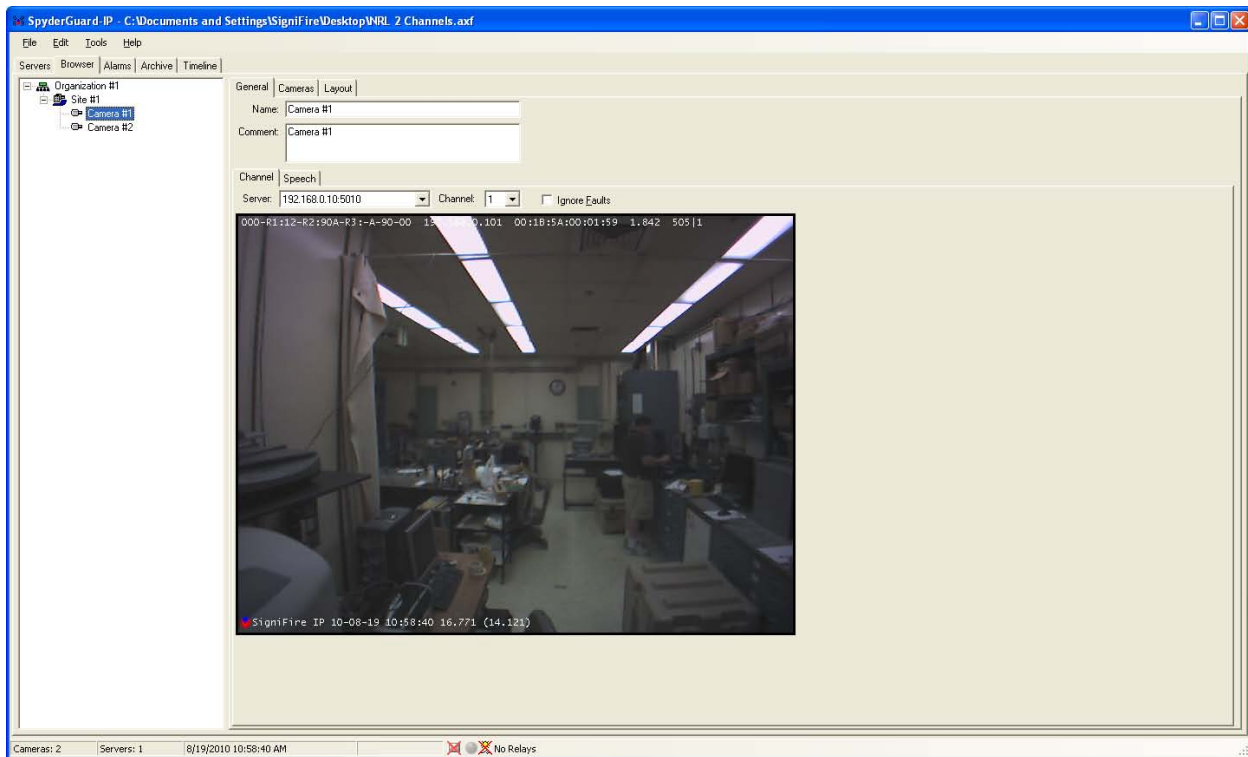 SpyderGuard-IP - C:\Documents and Settings\SigniFire\Desktop\NRL 2 Channels.axf
File Edit Tools Help
Servers Browser Alarms Archive Timeline
Organization #1
Site #1
Camera #1
Camera #2
General Cameras Layout
Name: Camera #1
Comment: Camera #1
Channel Speech
Server: 192.168.0.10:5010 Channel: 1 Ignore Faults
000-R1:12-R2:90A-R3:-A-90-00 .101 00:1B:5A:00:01:59 1.842 505|1
SigniFire IP 10-08-19 10:58:40 16.771 (14.121)
Cameras: 2 Servers: 1 8/19/2010 10:58:40 AM No Relays